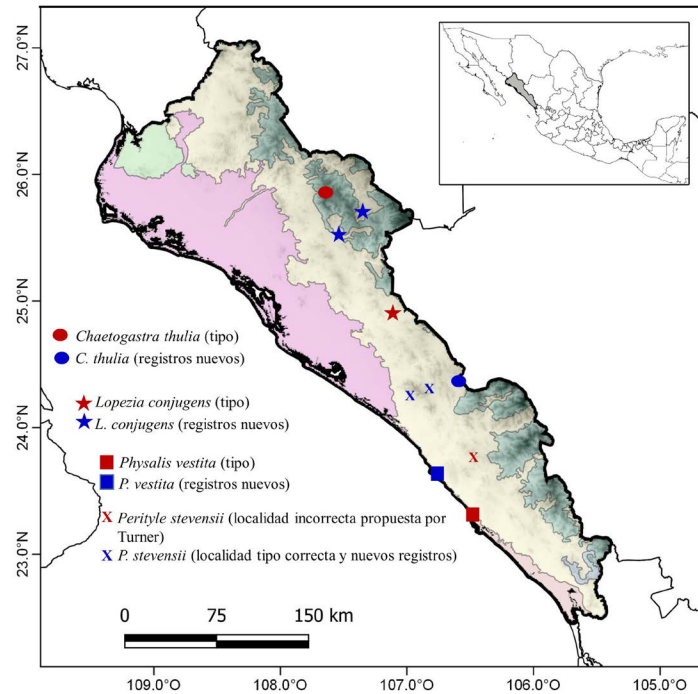 27.0°N
26.0°N
25.0°N
24.0°N
23.0°N
Chaetogastra thulia (tipo)
C. thulia (registros nuevos)
Lopezia conjugens (tipo)
L. conjugens (registros nuevos)
Physalis vestita (tipo)
P. vestita (registros nuevos)
X Perityle stevensii (localidad incorrecta propuesta por
Turner)
X P. stevensii (localidad tipo correcta y nuevos registros)
X X
X
0 75 150 km
109.0°O 108.0°O 107.0°O 106.0°O 105.0°O